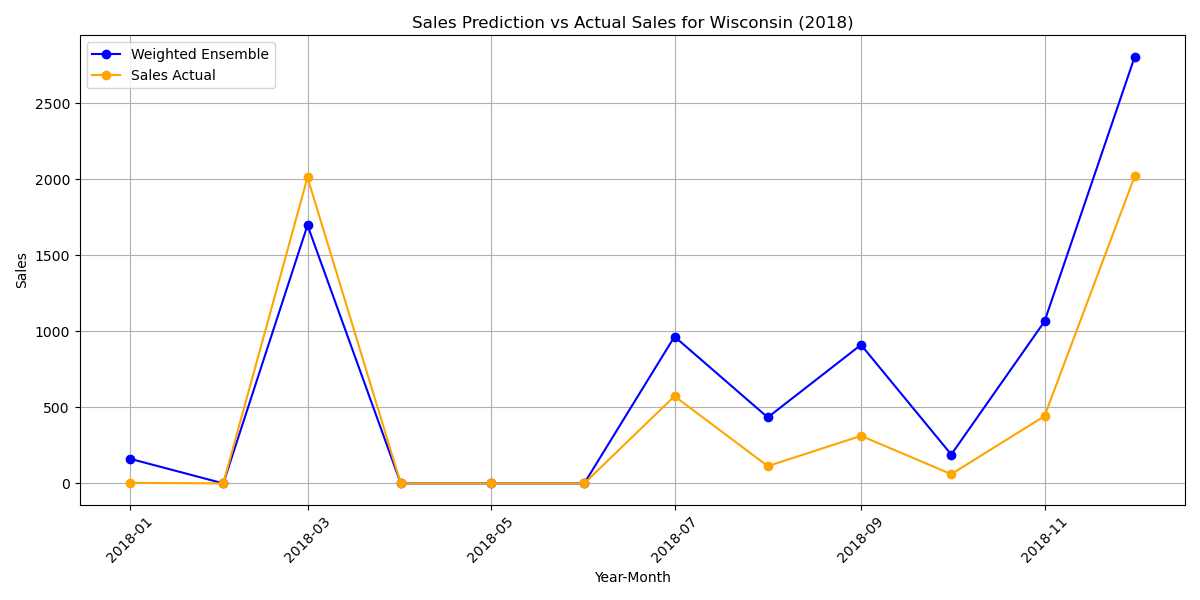 Sales Prediction vs Actual Sales for Wisconsin (2018)
Weighted Ensemble
Sales Actual
2500
2000
1500
1000
500
0
Sales
2018-01
2018-03
2018-05
2018-07
2018-09
2018-11
Year-Month